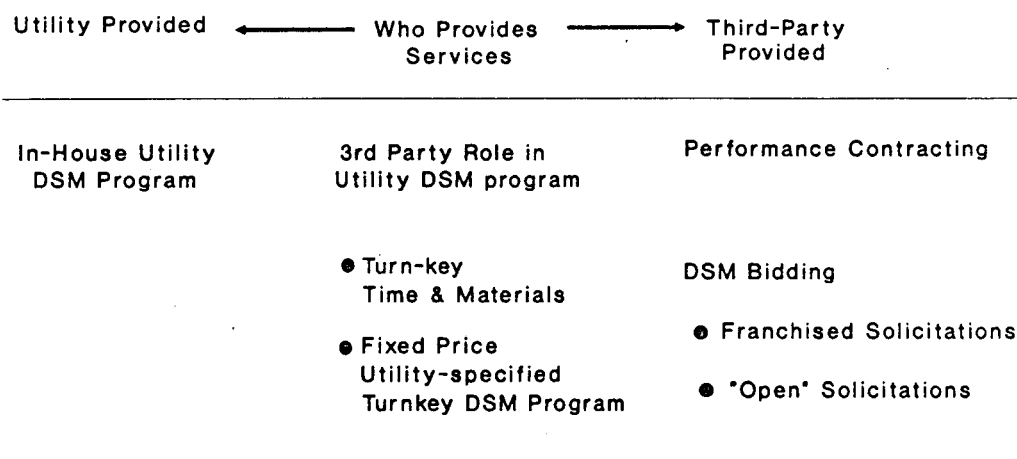 Utility Provided
Who Provides
Services
Third-Party
Provided
In-House Utility
DSM Program
3rd Party Role in
Utility DSM program
● Turn-key
Time & Materials
● Fixed Price
Utility-specified
Turnkey DSM Program
Performance Contracting
DSM Bidding
● Franchised Solicitations
● "Open" Solicitations